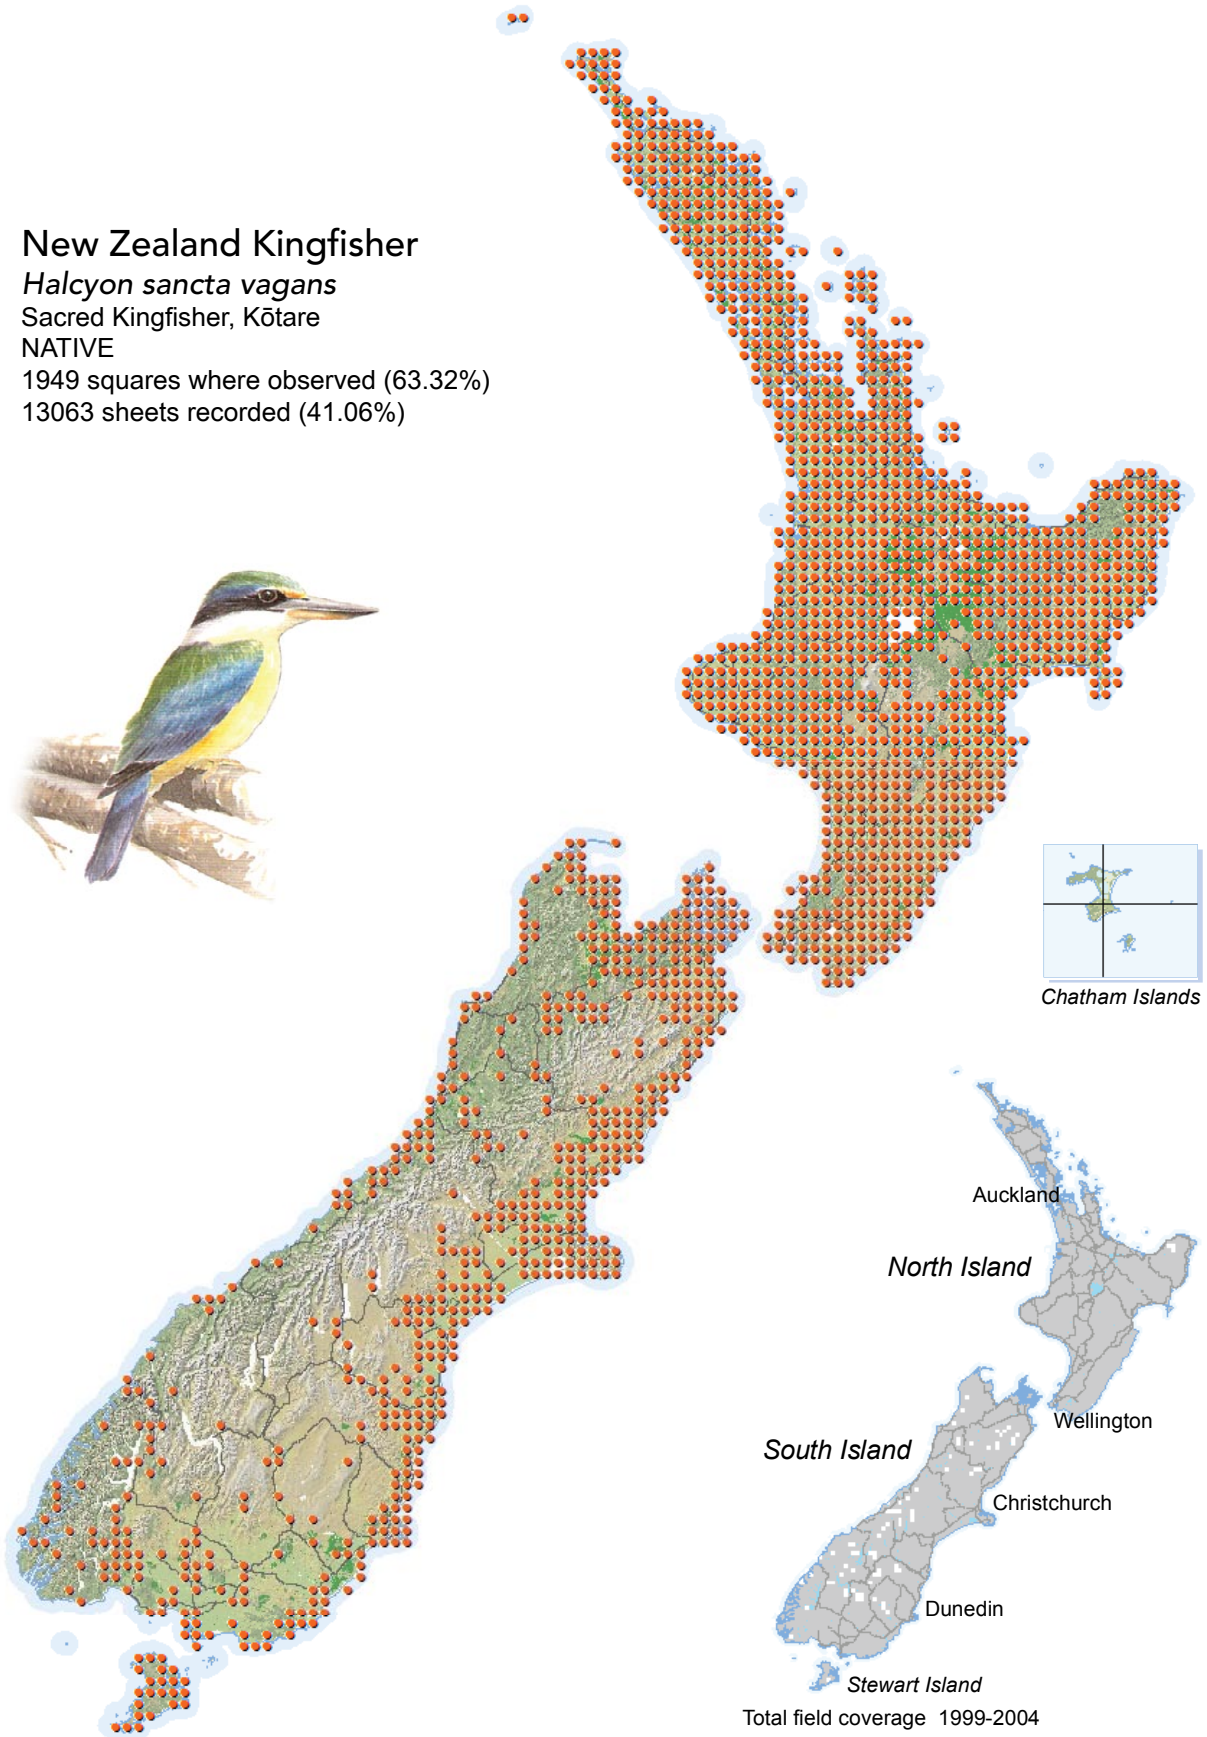 New Zealand Kingfisher
Halcyon sancta vagans
Sacred Kingfisher, Kōtare
NATIVE
1949 squares where observed (63.32%)
13063 sheets recorded (41.06%)
Chatham Islands
Auckland
North Island
Wellington
South Island
Christchurch
Dunedin
Stewart Island
Total field coverage 1999-2004